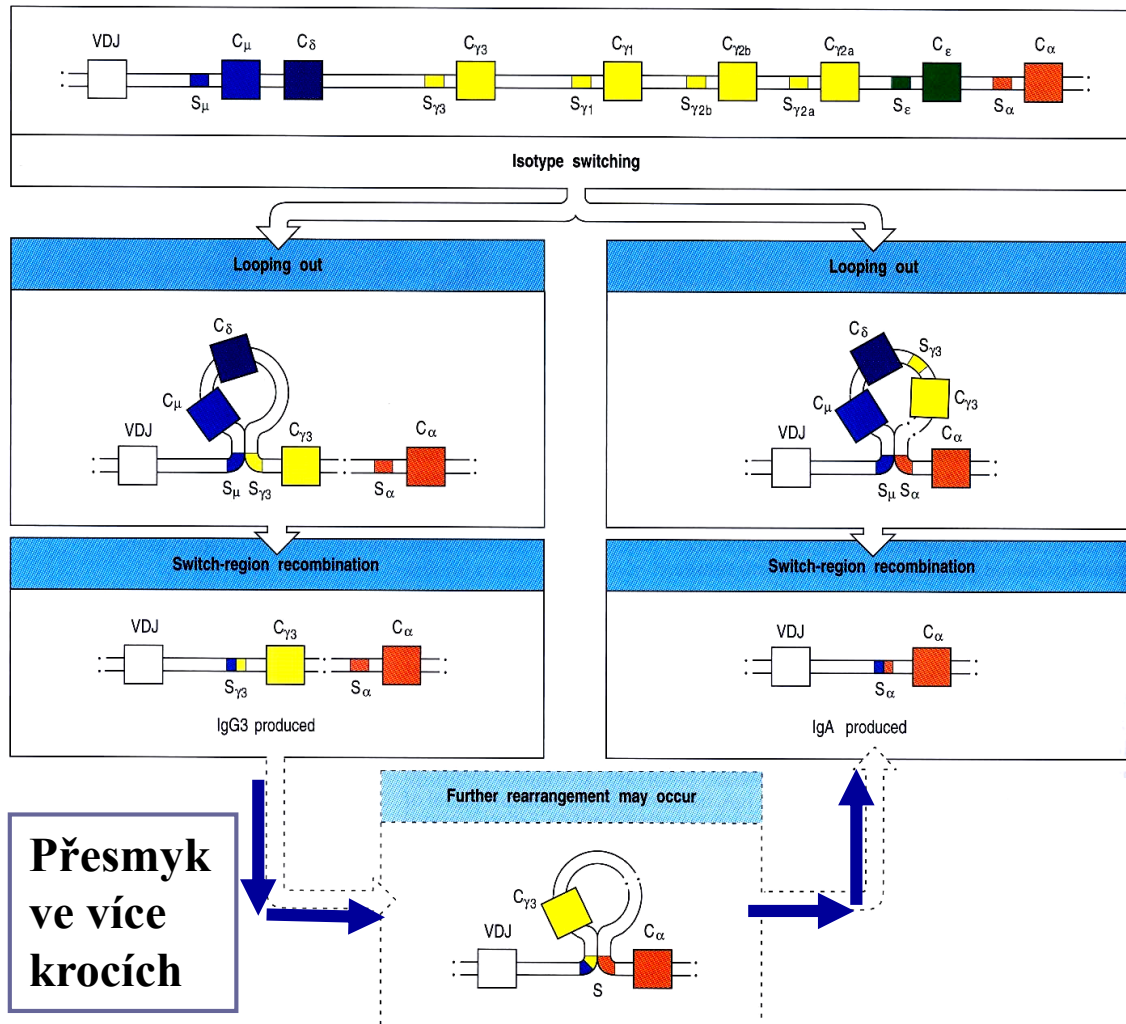 VDJ Cμ Cδ Cγ3 Cγ1 Cγ2b Cγ2a Cε Cα
Sμ Sγ3 Sγ1 Sγ2b Sγ2a Sε Sα
Isotype switching
Looping out
Cδ
Cμ
VDJ Cγ3 Cα
Sμ Sγ3 Sα
Looping out
Cδ Sγ3
Cμ Cγ3
VDJ Cα
Sμ Sα
Switch-region recombination
VDJ Cγ3 Cα
Sγ3 Sα
IgG3 produced
Switch-region recombination
VDJ Cα
Sα
IgA produced
Further rearrangement may occur
Cγ3
VDJ Cα
S
Přesmyk
ve více
krocích